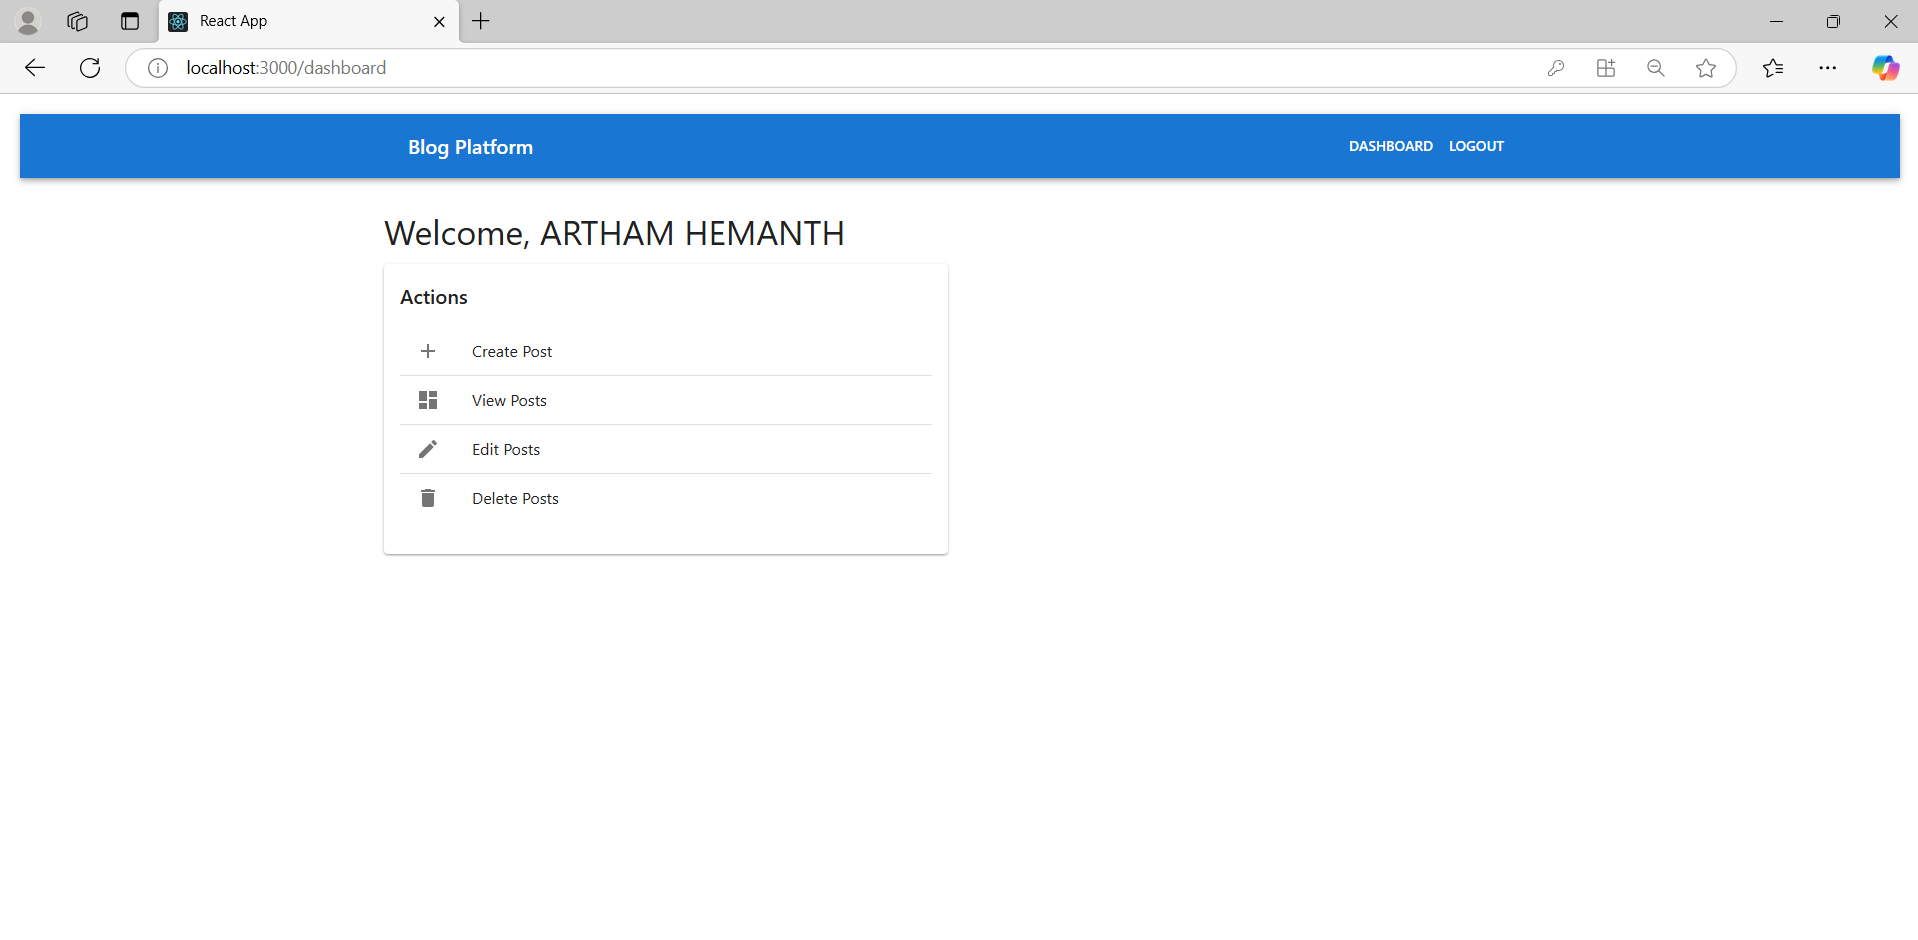 React App
localhost:3000/dashboard
Blog Platform
DASHBOARD LOGOUT
Welcome, ARTHAM HEMANTH
Actions
Create Post
View Posts
Edit Posts
Delete Posts